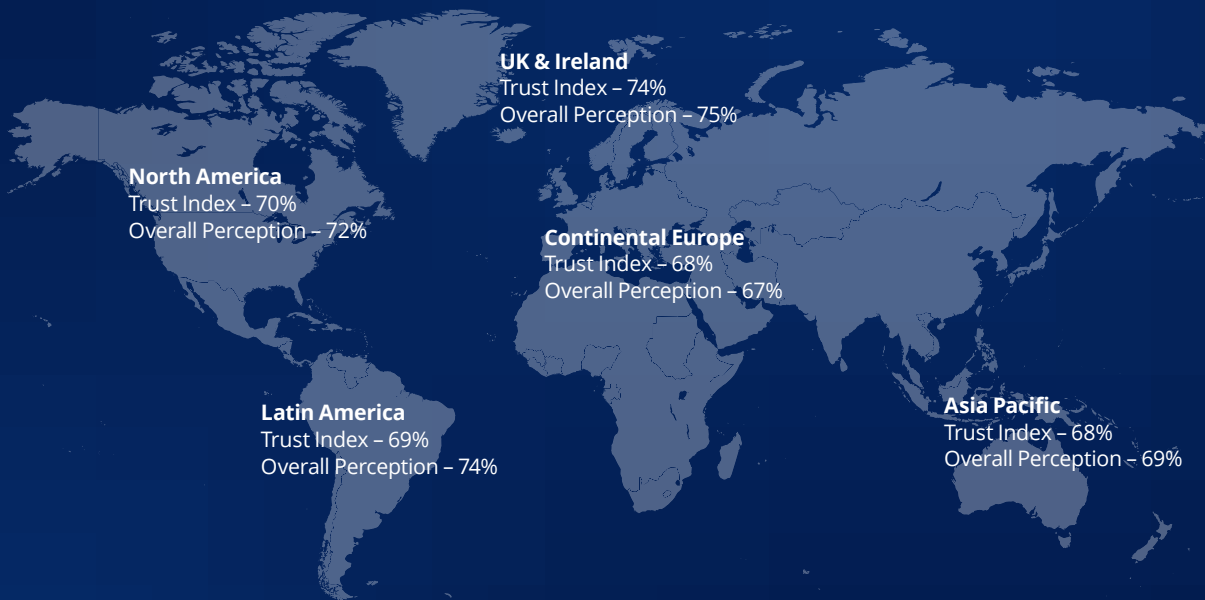 UK & Ireland
Trust Index – 74%
Overall Perception – 75%
North America
Trust Index – 70%
Overall Perception – 72%
Continental Europe
Trust Index – 68%
Overall Perception – 67%
Latin America
Trust Index – 69%
Overall Perception – 74%
Asia Pacific
Trust Index – 68%
Overall Perception – 69%